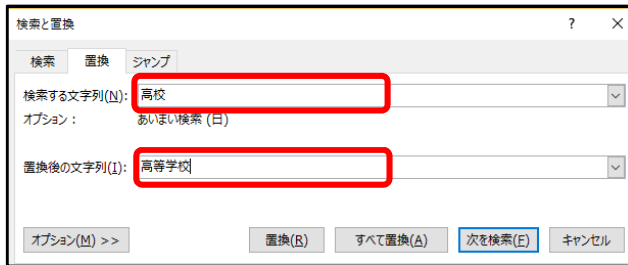 検索と置換 ? ×
検索 置換 ジャンプ
検索する文字列(N): 高校
オプション : あいまい検索 (日)
置換後の文字列(I): 高等学校
オプション(M) >> 置換(R) すべて置換(A) 次を検索(F) キャンセル